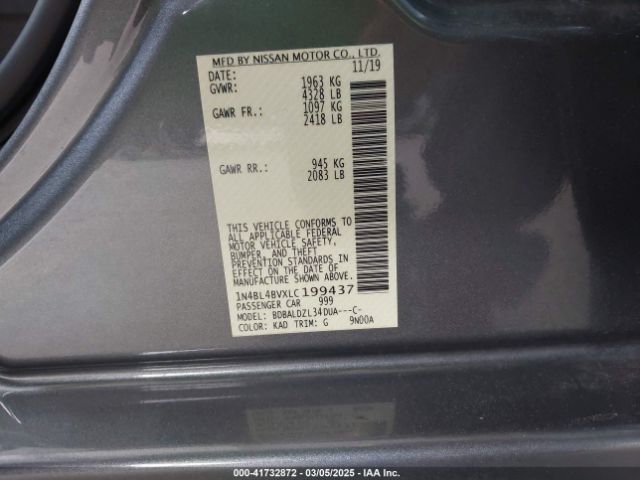 MFD BY NISSAN MOTOR CO., LTD.
DATE: 11/19
GVWR: 1963 KG
4328 LB
GAWR FR.: 1097 KG
2418 LB
GAWR RR.: 945 KG
2083 LB
THIS VEHICLE CONFORMS TO
ALL APPLICABLE FEDERAL
MOTOR VEHICLE SAFETY,
BUMPER, AND THEFT
PREVENTION STANDARDS IN
EFFECT ON THE DATE OF
MANUFACTURE SHOWN ABOVE.
1N4BL4BVXLC199437
PASSENGER CAR 999
MODEL: BDBALDZL34DUA---C-
COLOR: KAD TRIM: G 9N00A
000-41732872 — 03/05/2025 — IAA Inc.